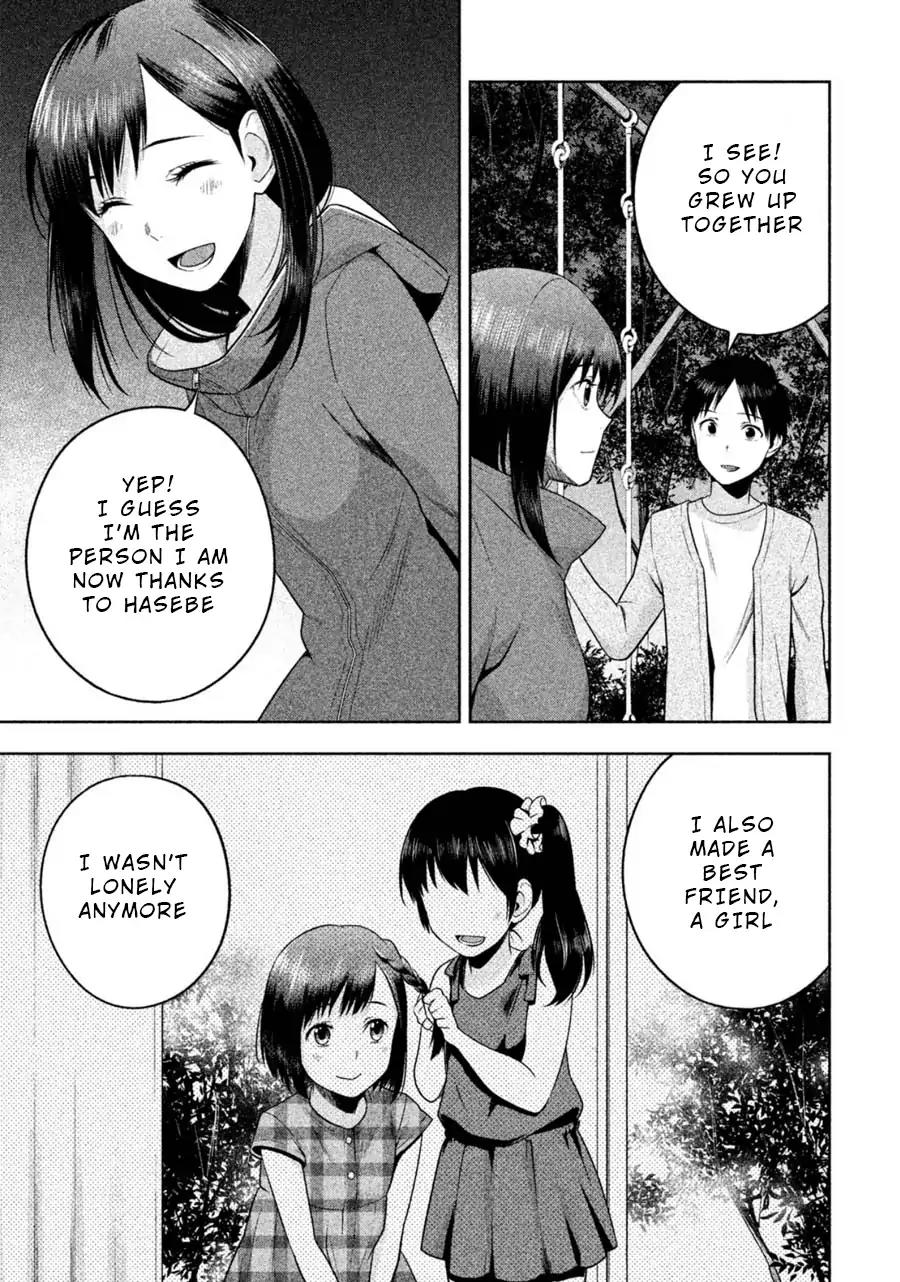 I SEE!
SO YOU
GREW UP
TOGETHER
YEP!
I GUESS
I'M THE
PERSON I AM
NOW THANKS
TO HASEBE
I ALSO
MADE A
BEST
FRIEND,
A GIRL
I WASN'T
LONELY
ANYMORE